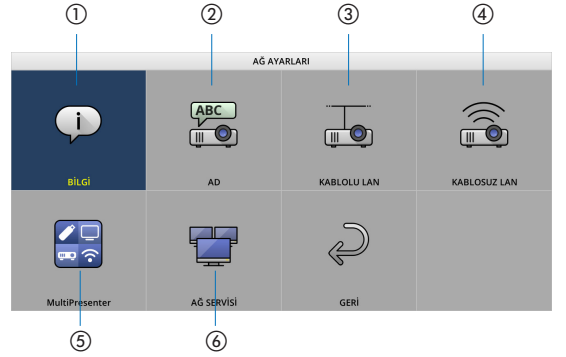 ① ② ③ ④
AĞ AYARLARI
ABC
i
BİLGİ AD KABLOLU LAN KABLOSUZ LAN
MultiPresenter AĞ SERVİSİ GERİ
⑤ ⑥